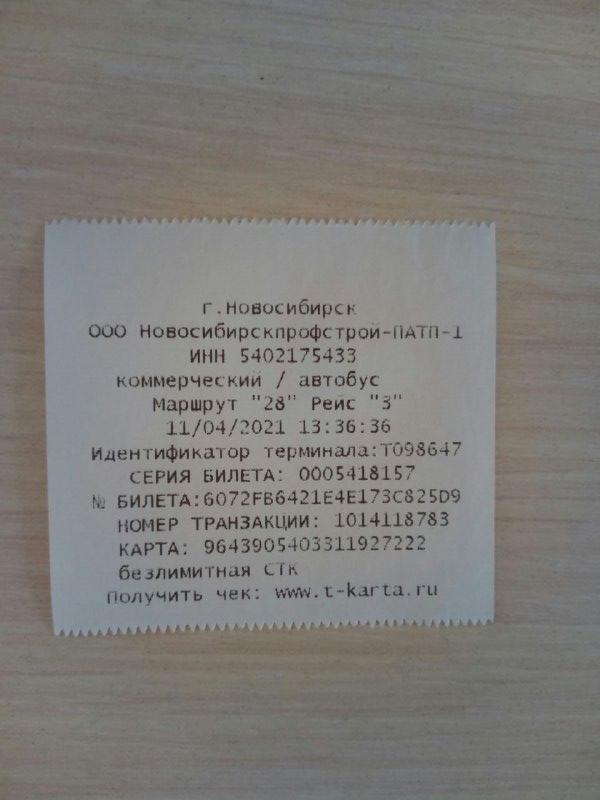 г.Новосибирск
ООО Новосибирскпрофстрой-ПАТП-1
ИНН 5402175433
коммерческий / автобус
Маршрут "28" Рейс "3"
11/04/2021 13:36:36
Идентификатор терминала:Т098647
СЕРИЯ БИЛЕТА: 0005418157
№ БИЛЕТА:6072FB6421E4E173C825D9
НОМЕР ТРАНЗАКЦИИ: 1014118783
КАРТА: 9643905403311927222
безлимитная СТК
Получить чек: www.t-karta.ru